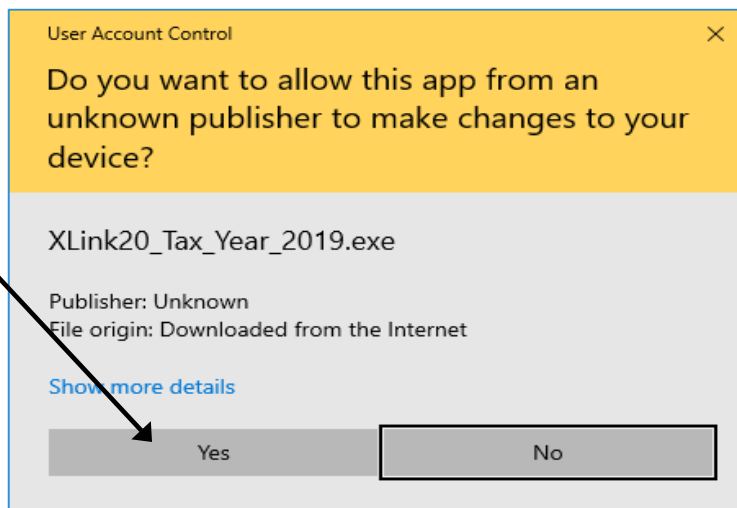 User Account Control
Do you want to allow this app from an
unknown publisher to make changes to your
device?
XLink20_Tax_Year_2019.exe
Publisher: Unknown
File origin: Downloaded from the Internet
Show more details
Yes
No